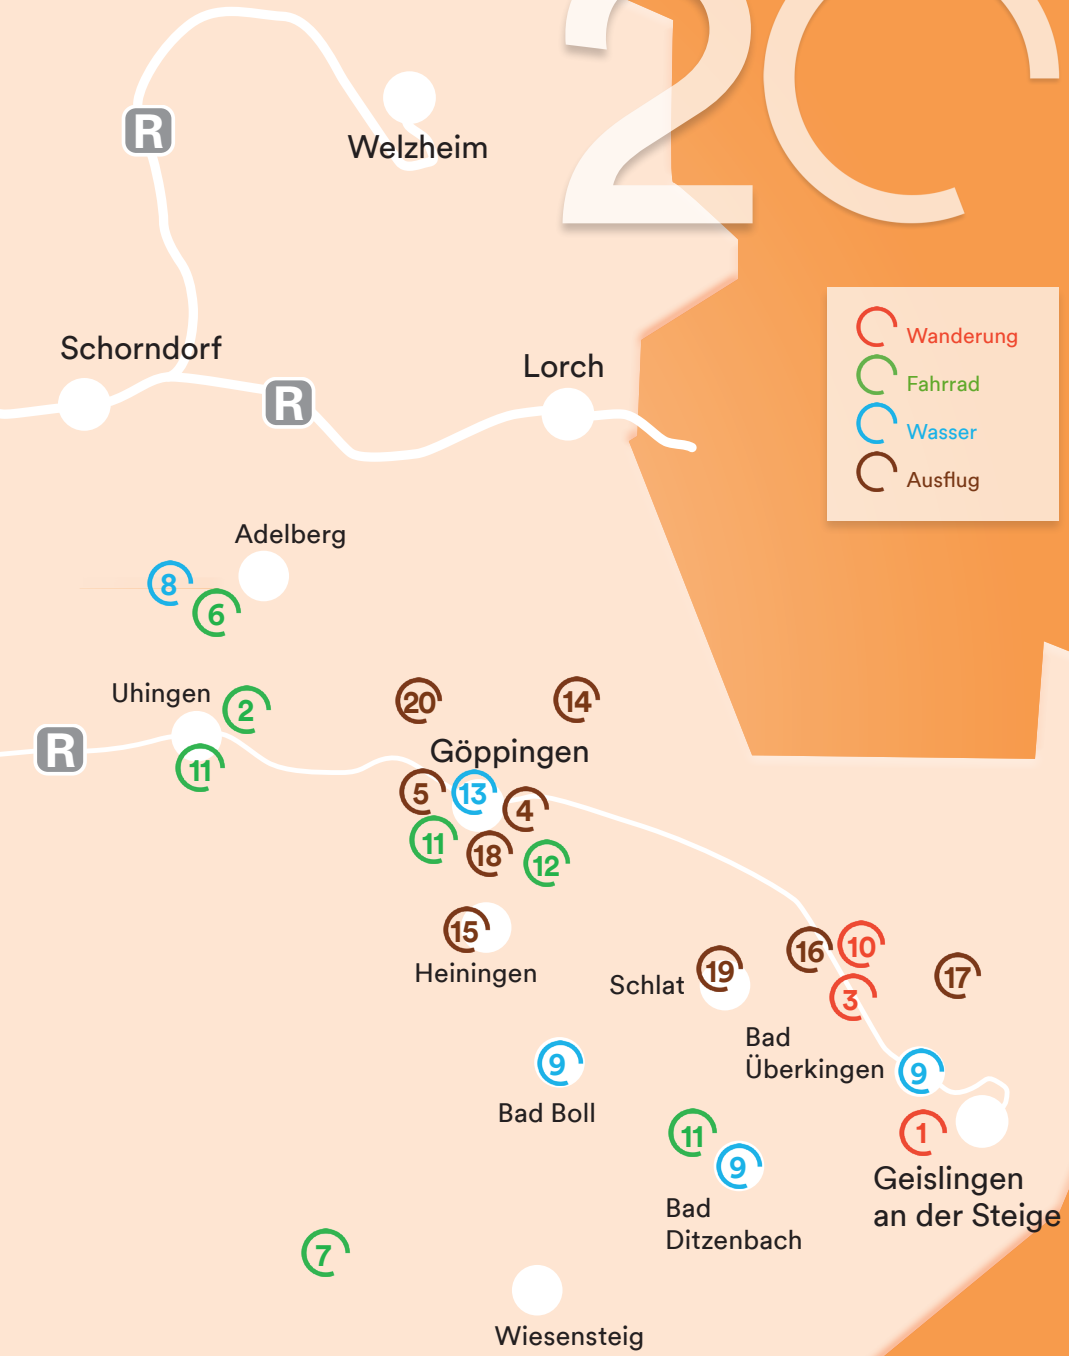 20
R
Welzheim
Schorndorf
R
Lorch
Wanderung
Fahrrad
Wasser
Ausflug
Adelberg
8
6
Uhingen
2
20
14
R
11
Göppingen
5
13
4
11
18
12
15
Heiningen
Schlat
19
16
10
3
17
Bad
Überkingen
9
9
Bad Boll
11
9
1
Geislingen
an der Steige
Bad
Ditzenbach
7
Wiesensteig